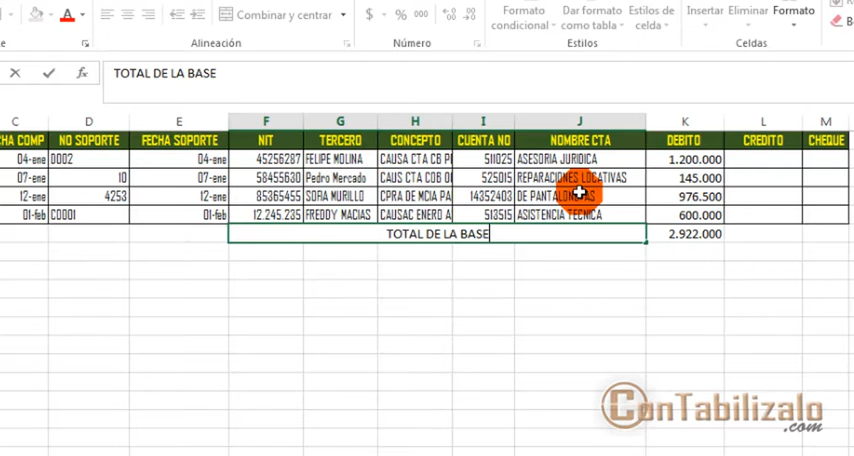 Combinar y centrar $ % 000 Formato condicional Dar formato como tabla Estilos de celda Insertar Eliminar Formato
Alineación Número Estilos Celdas
TOTAL DE LA BASE
C D E F G H I J K L M
HA COMP NO SOPORTE FECHA SOPORTE NIT TERCERO CONCEPTO CUENTA NO NOMBRE CTA DEBITO CREDITO CHEQUE
04-ene D002 04-ene 45256287 FELIPE MOLINA CAUSA CTA CB P 511025 ASESORIA JURIDICA 1.200.000
07-ene 10 07-ene 58455630 Pedro Mercado CAUS CTA COB O 525015 REPARACIONES LOCATIVAS 145.000
12-ene 4253 12-ene 85365455 SOFIA MURILLO CPRA DE MCIA PA 14352403 DE PANTALONETAS 976.500
01-feb C0001 01-feb 12.245.235 FREDDY MACIAS CAUSAC ENERO A 513515 ASISTENCIA TECNICA 600.000
TOTAL DE LA BASE 2.922.000
ConTabilizalo
.com